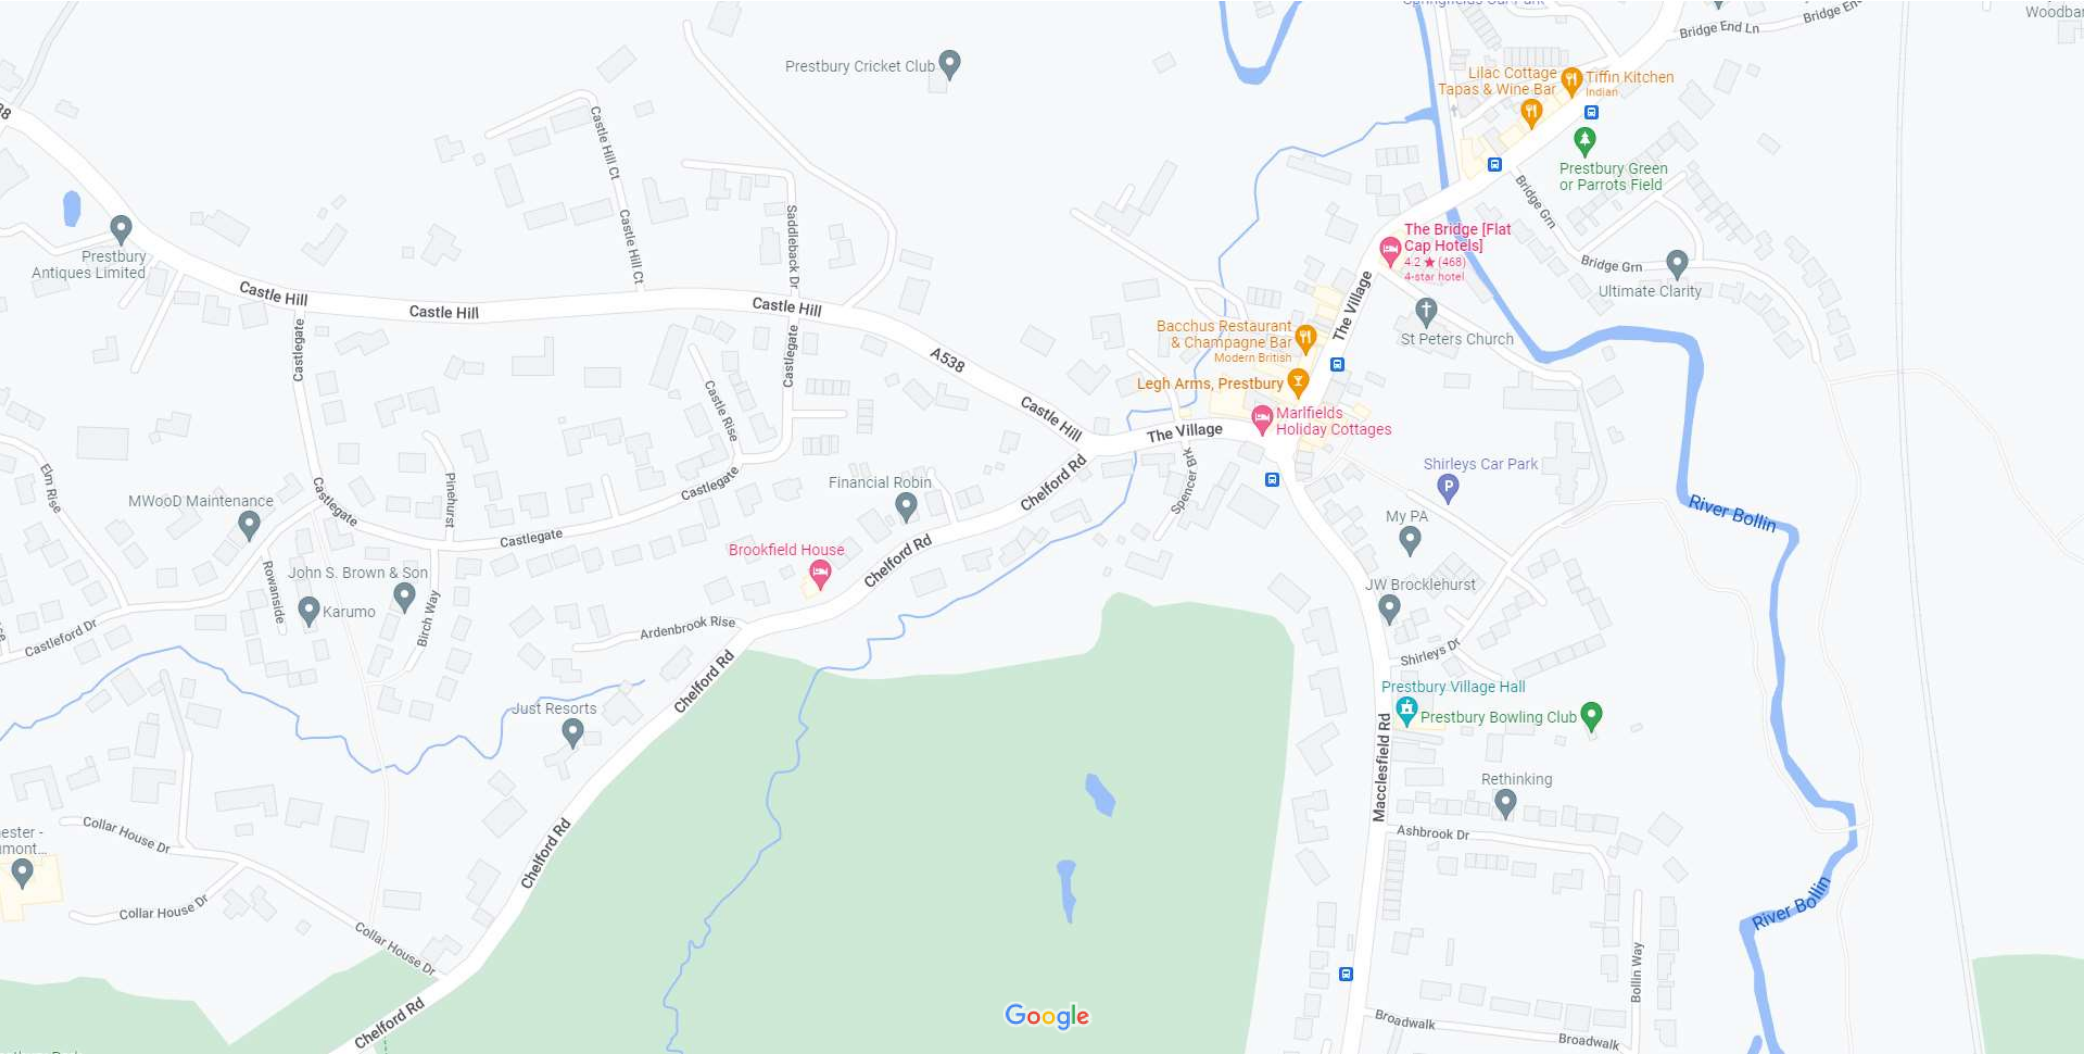 Springfields Car Park
Bridge End Ln
Bridge End
Woodba
Prestbury Cricket Club
Lilac Cottage
Tapas & Wine Bar
Tiffin Kitchen
Indian
38
Castle Hill Ct
Castle Hill Ct
Saddleback Dr
Prestbury Green
or Parrots Field
Bridge Grn
Bridge Grn
Prestbury
Antiques Limited
The Bridge [Flat
Cap Hotels]
4.2 ★ (468)
4-star hotel
Ultimate Clarity
Castle Hill
Castle Hill
Castle Hill
The Village
St Peters Church
Bacchus Restaurant
& Champagne Bar
Modern British
Castlegate
Castlegate
A538
Castle Rise
Legh Arms, Prestbury
Castle Hill
Marlfields
Holiday Cottages
The Village
Chelford Rd
Spencer Brk
Shirleys Car Park
P
Elm Rise
MWooD Maintenance
Castlegate
Pinehurst
Castlegate
Castlegate
Financial Robin
My PA
River Bollin
Brookfield House
Chelford Rd
John S. Brown & Son
Rowanside
Karumo
Birch Way
JW Brocklehurst
Castleford Dr
Ardenbrook Rise
Shirleys Dr
Chelford Rd
Prestbury Village Hall
Prestbury Bowling Club
Just Resorts
Macclesfield Rd
Rethinking
Collar House Dr
ester -
mont...
Chelford Rd
Ashbrook Dr
Collar House Dr
River Bollin
Collar House Dr
Bollin Way
Chelford Rd
Google
Broadwalk
Broadwalk